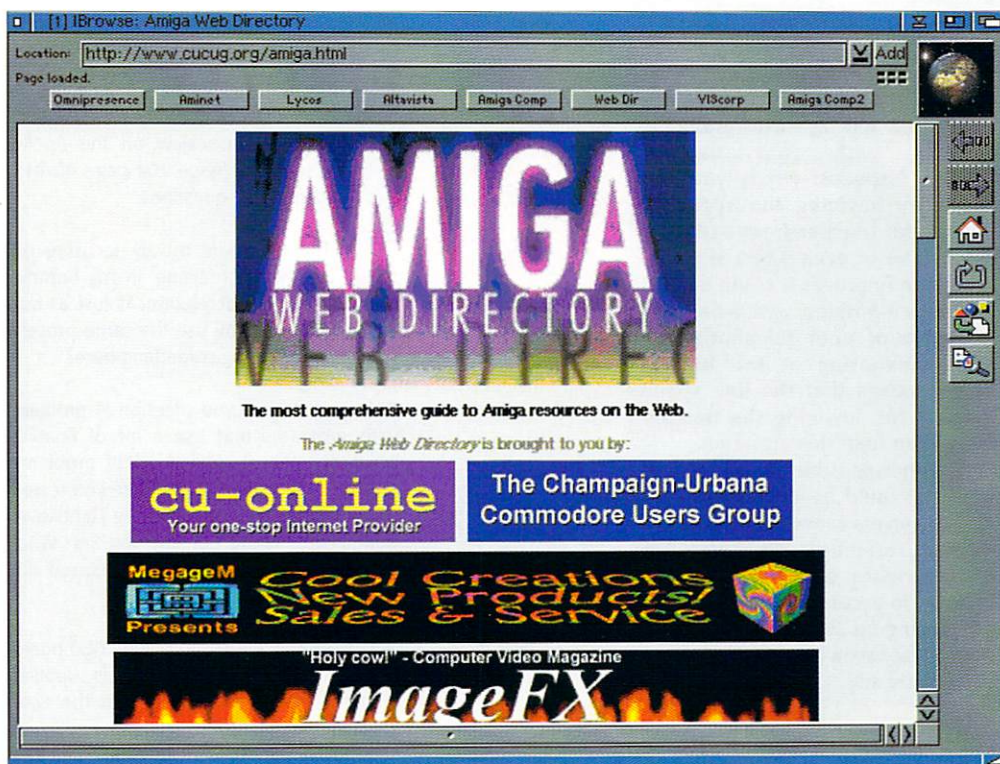 [1] IBrowse: Amiga Web Directory
Location: http://www.cucug.org/amiga.html Add
Page loaded.
Omnipresence Aminet Lycos Altavista Amiga Comp Web Dir VIScorp Amiga Comp2
AMIGA
WEB DIRECTORY
WEB DIREC
The most comprehensive guide to Amiga resources on the Web.
The Amiga Web Directory is brought to you by:
cu-online
Your one-stop Internet Provider
The Champaign-Urbana
Commodore Users Group
MegageM
Presents
Cool Creations
New Products!
Sales & Service
"Holy cow!" - Computer Video Magazine
ImageFX